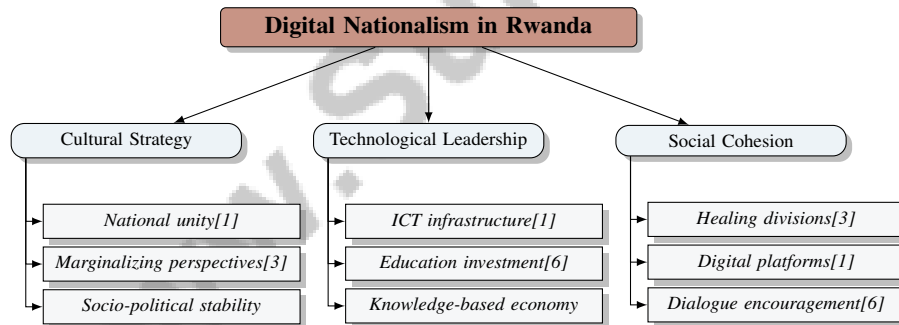 Digital Nationalism in Rwanda
Cultural Strategy
National unity[1]
Marginalizing perspectives[3]
Socio-political stability
Technological Leadership
ICT infrastructure[1]
Education investment[6]
Knowledge-based economy
Social Cohesion
Healing divisions[3]
Digital platforms[1]
Dialogue encouragement[6]